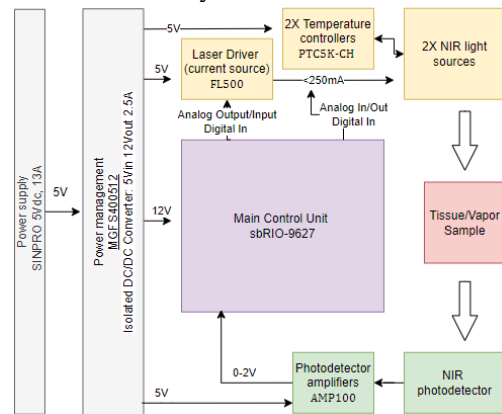 Power supply
SINPRO 5Vdc, 13A
5V
Power management
MGFS400512
Isolated DC/DC Converter: 5Vin 12Vout 2.5A
5V
5V
12V
5V
Laser Driver
(current source)
FL500
2X Temperature
controllers
PTC5K-CH
<250mA
2X NIR light
sources
Analog Output/Input
Digital In
Analog In/Out
Digital In
Main Control Unit
sbRIO-9627
Tissue/Vapor
Sample
0-2V
Photodetector
amplifiers
AMP100
NIR
photodetector